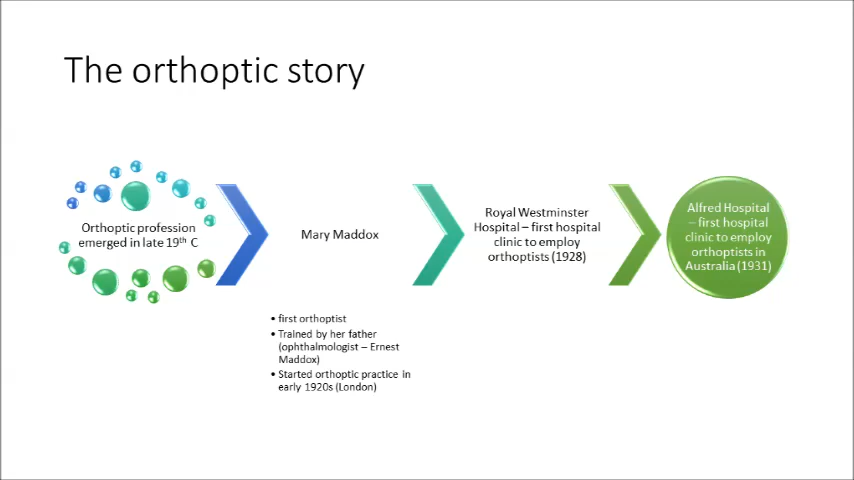 The orthoptic story
Orthoptic profession
emerged in late 19th C
Mary Maddox
• first orthoptist
• Trained by her father
(ophthalmologist – Ernest
Maddox)
• Started orthoptic practice in
early 1920s (London)
Royal Westminster
Hospital – first hospital
clinic to employ
orthoptists (1928)
Alfred Hospital
– first hospital
clinic to employ
orthoptists in
Australia (1931)